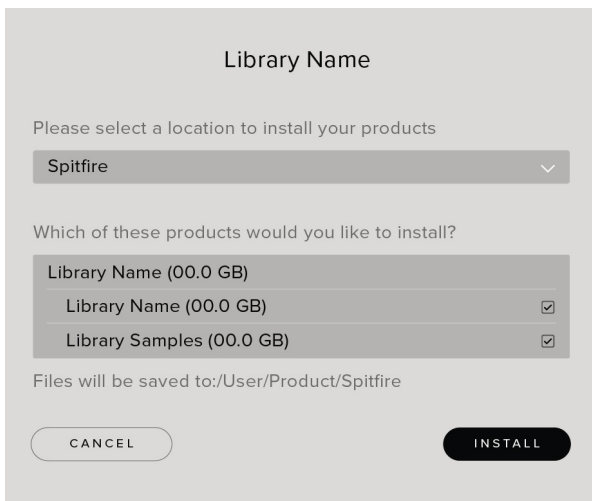 Library Name
Please select a location to install your products
Spitfire
Which of these products would you like to install?
Library Name (00.0 GB)
Library Name (00.0 GB)
Library Samples (00.0 GB)
Files will be saved to:/User/Product/Spitfire
CANCEL
INSTALL